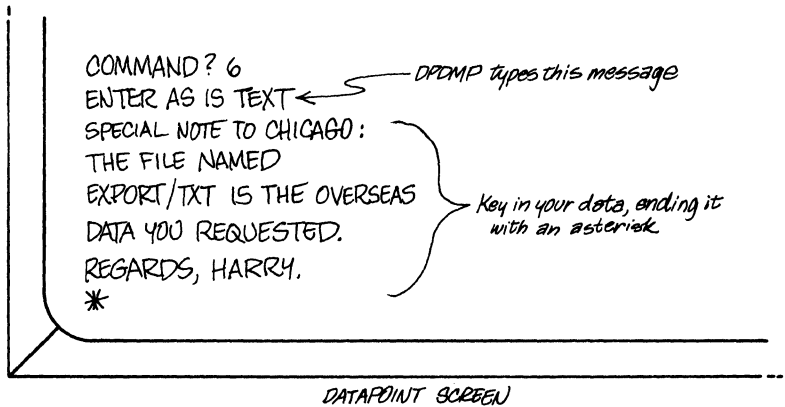 COMMAND? 6
DPDMP types this message
ENTER AS IS TEXT
SPECIAL NOTE TO CHICAGO:
THE FILE NAMED
EXPORT/TXT IS THE OVERSEAS
DATA YOU REQUESTED.
REGARDS, HARRY.
*
Key in your data, ending it
with an asterisk
DATAPOINT SCREEN